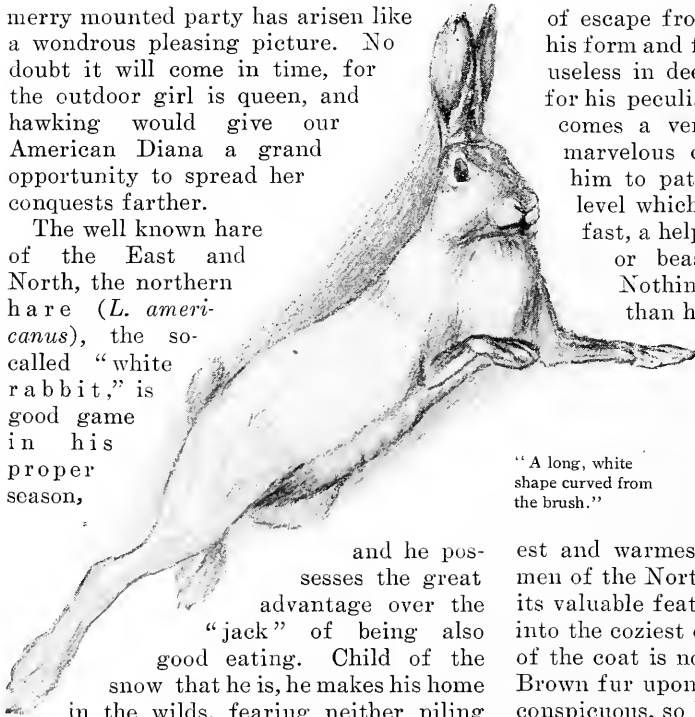 merry mounted party has arisen like
a wondrous pleasing picture. No
doubt it will come in time, for
the outdoor girl is queen, and
hawking would give our
American Diana a grand
opportunity to spread her
conquests farther.
The well known hare
of the East and
North, the northern
hare (L. ameri-
canus), the so-
called “white
rabbit,” is
good game
in his
proper
season,
and he pos-
sesses the great
advantage over the
“jack” of being also
good eating. Child of the
snow that he is, he makes his home
in the wilds, fearing neither piling
of escape fro
his form and f
useless in dee
for his peculi
comes a ver
marvelous
him to pat
level which
fast, a help
or beas
Nothin
than h
“A long, white
shape curved from
the brush.”
est and warmes
men of the Nort
its valuable feat
into the coziest
of the coat is no
Brown fur upon
conspicuous, so